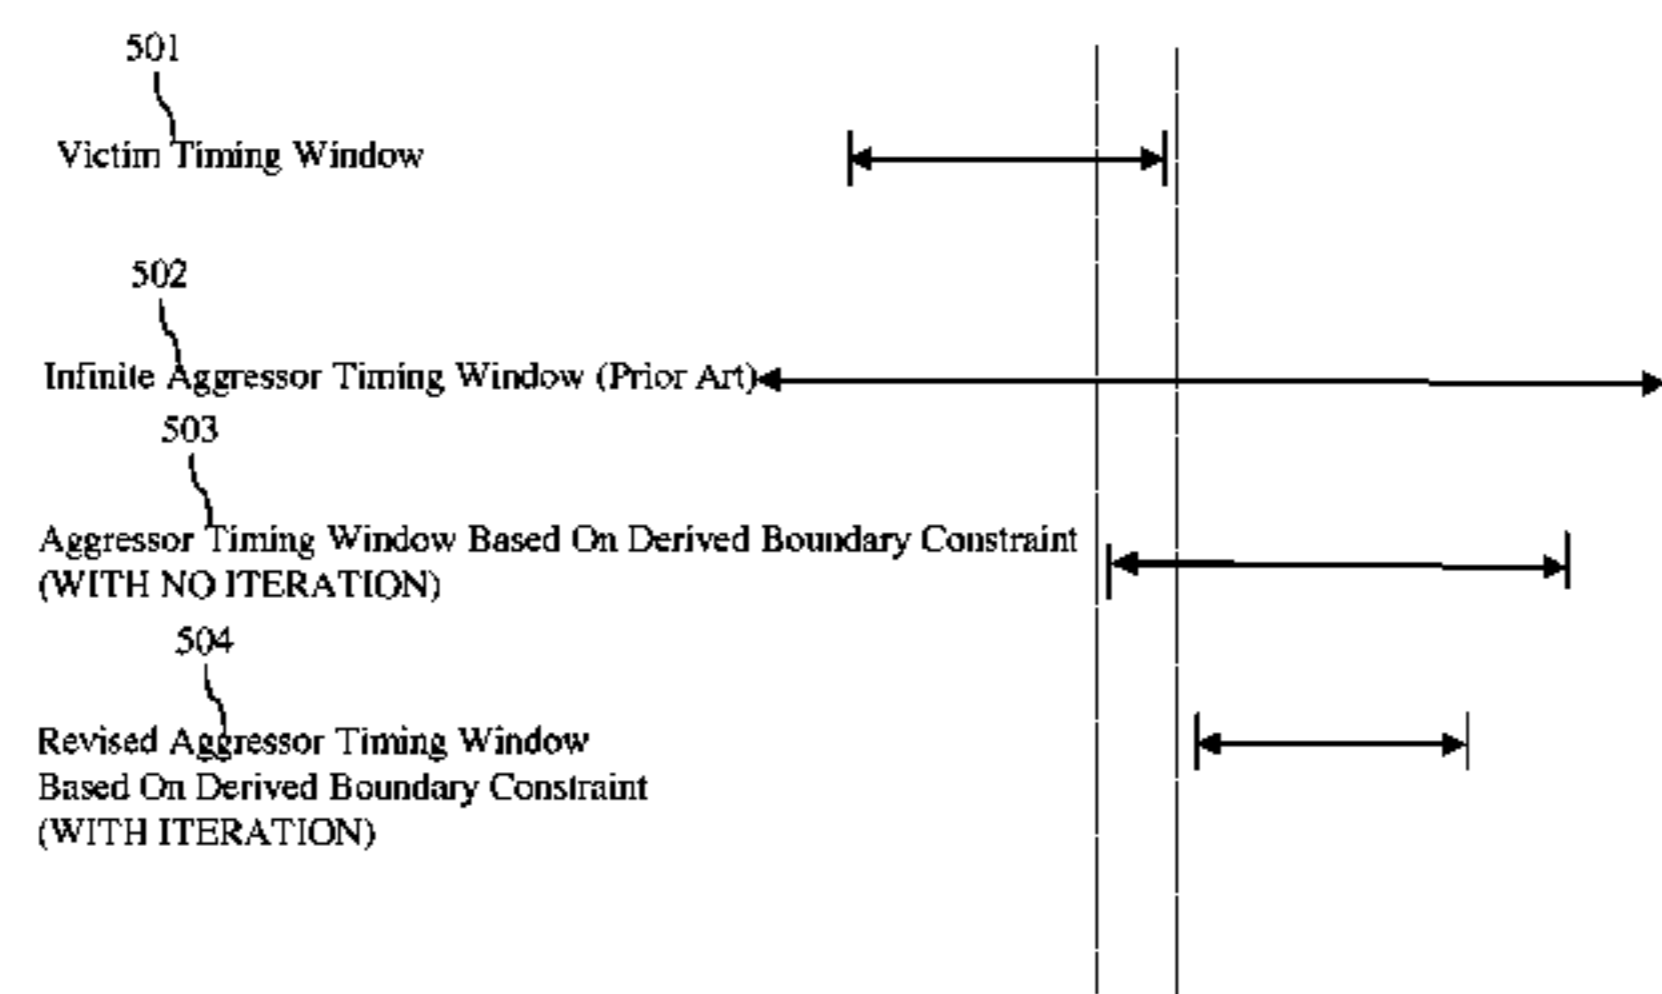 501
Victim Timing Window
502
Infinite Aggressor Timing Window (Prior Art)
503
Aggressor Timing Window Based On Derived Boundary Constraint
(WITH NO ITERATION)
504
Revised Aggressor Timing Window
Based On Derived Boundary Constraint
(WITH ITERATION)